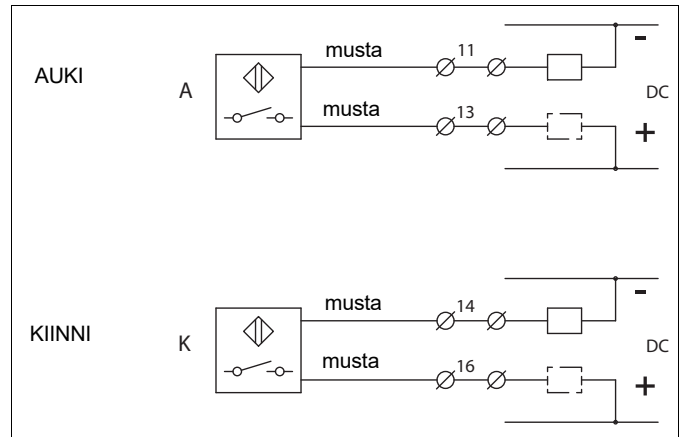 musta 11 -
AUKI A DC
musta 13 +
musta 14 -
KIINNI K DC
musta 16 +